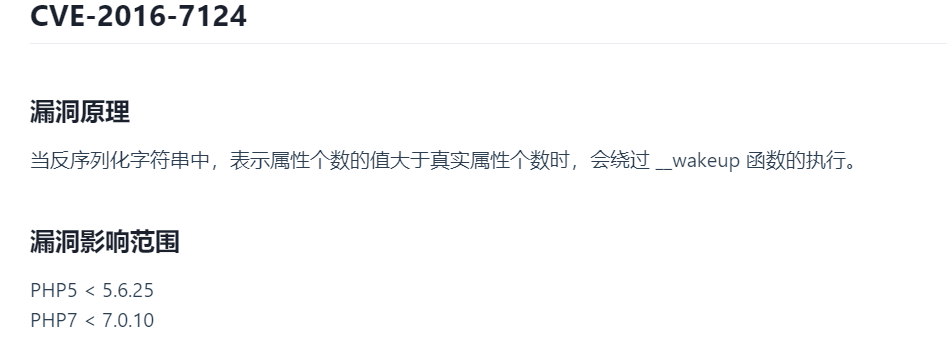 CVE-2016-7124
漏洞原理
当反序列化字符串中，表示属性个数的值大于真实属性个数时，会绕过 __wakeup 函数的执行。
漏洞影响范围
PHP5 < 5.6.25
PHP7 < 7.0.10